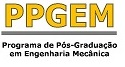 PPGEM
Programa de Pós-Graduação
em Engenharia Mecânica